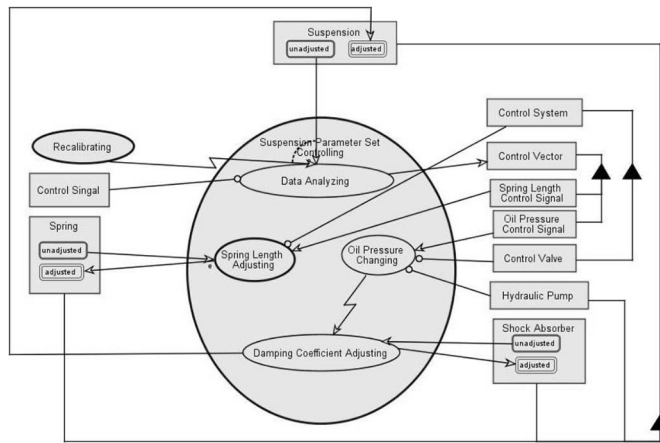 Suspension
unadjusted
adjusted
Control System
Recalibrating
Suspension Parameter Set
Controlling
Control Vector
Data Analyzing
Control Singal
Spring Length
Control Signal
Spring
Oil Pressure
Control Signal
unadjusted
adjusted
Spring Length
Adjusting
e
Oil Pressure
Changing
Control Valve
Hydraulic Pump
Shock Absorber
unadjusted
adjusted
Damping Coefficient Adjusting